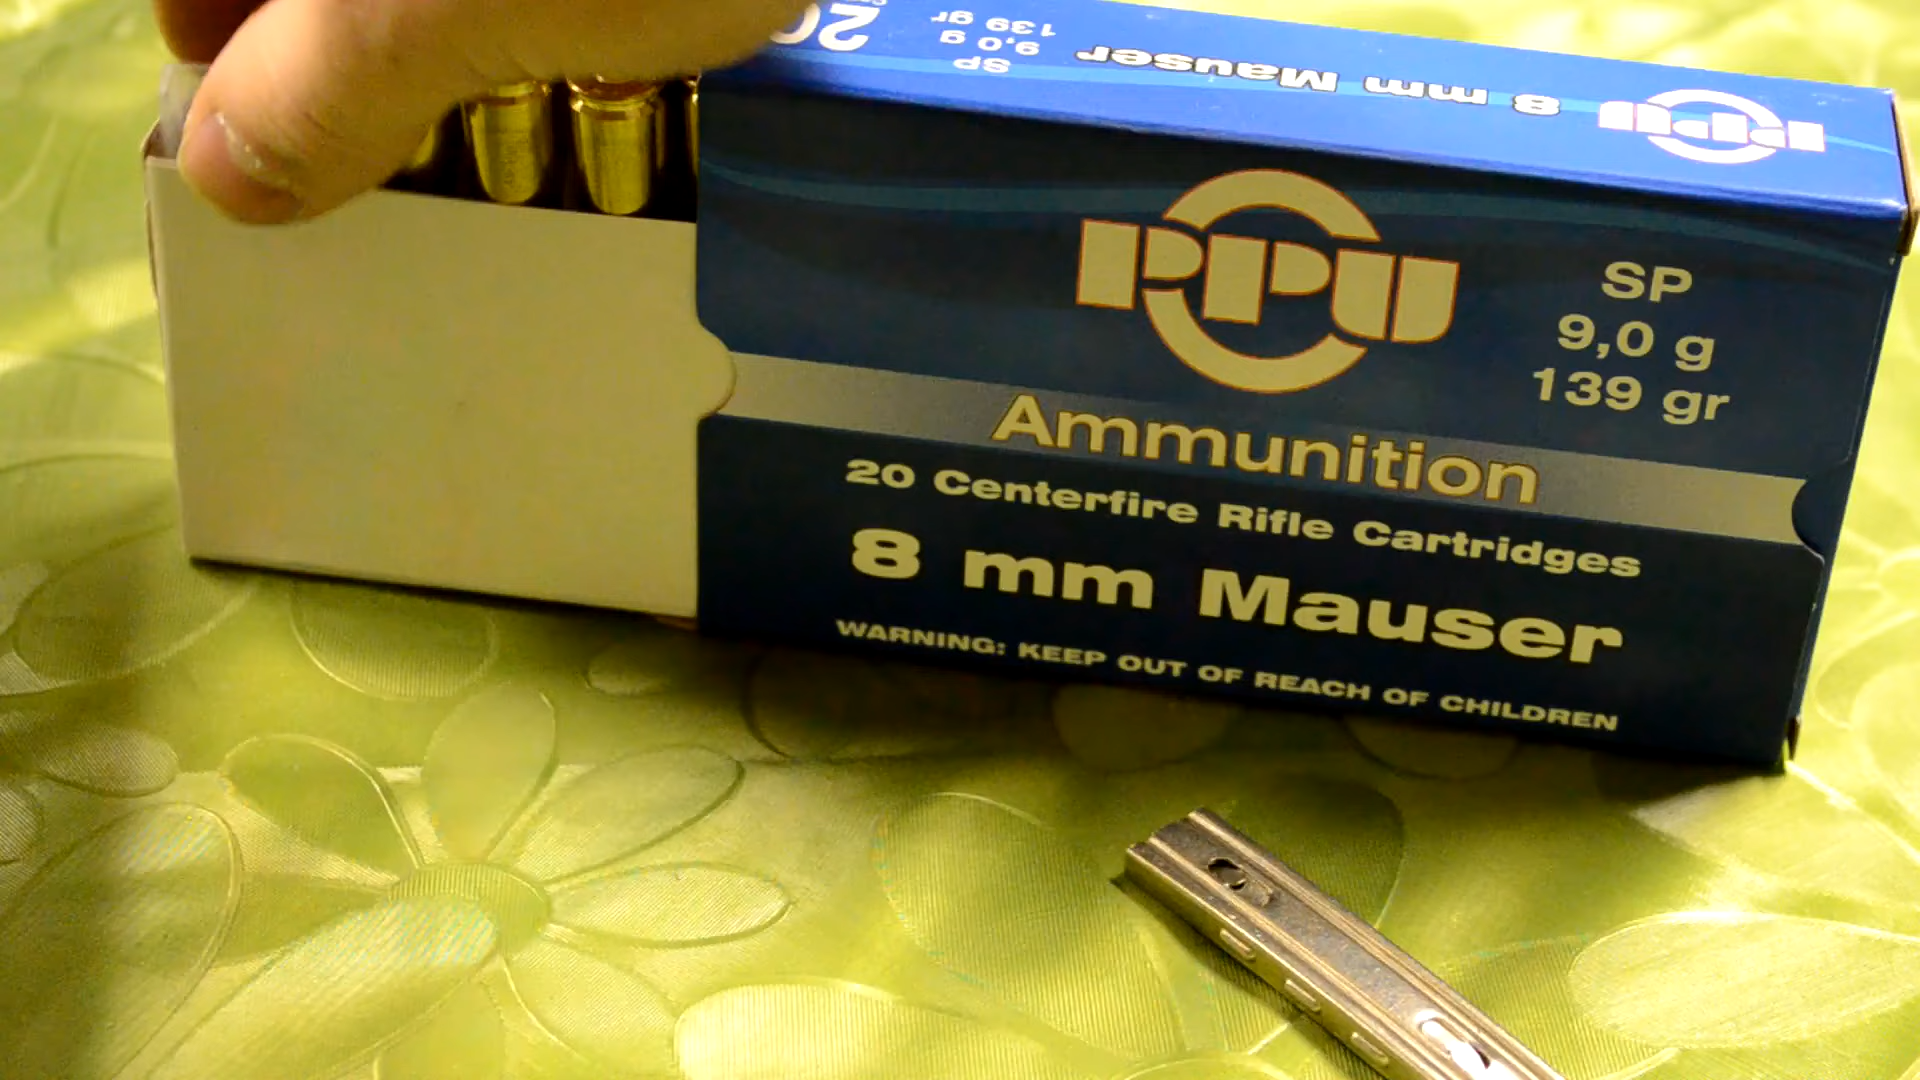 20
SP
9,0 g
139 gr
8 mm Mauser
PPU
PPU
SP
9,0 g
139 gr
Ammunition
20 Centerfire Rifle Cartridges
8 mm Mauser
WARNING: KEEP OUT OF REACH OF CHILDREN